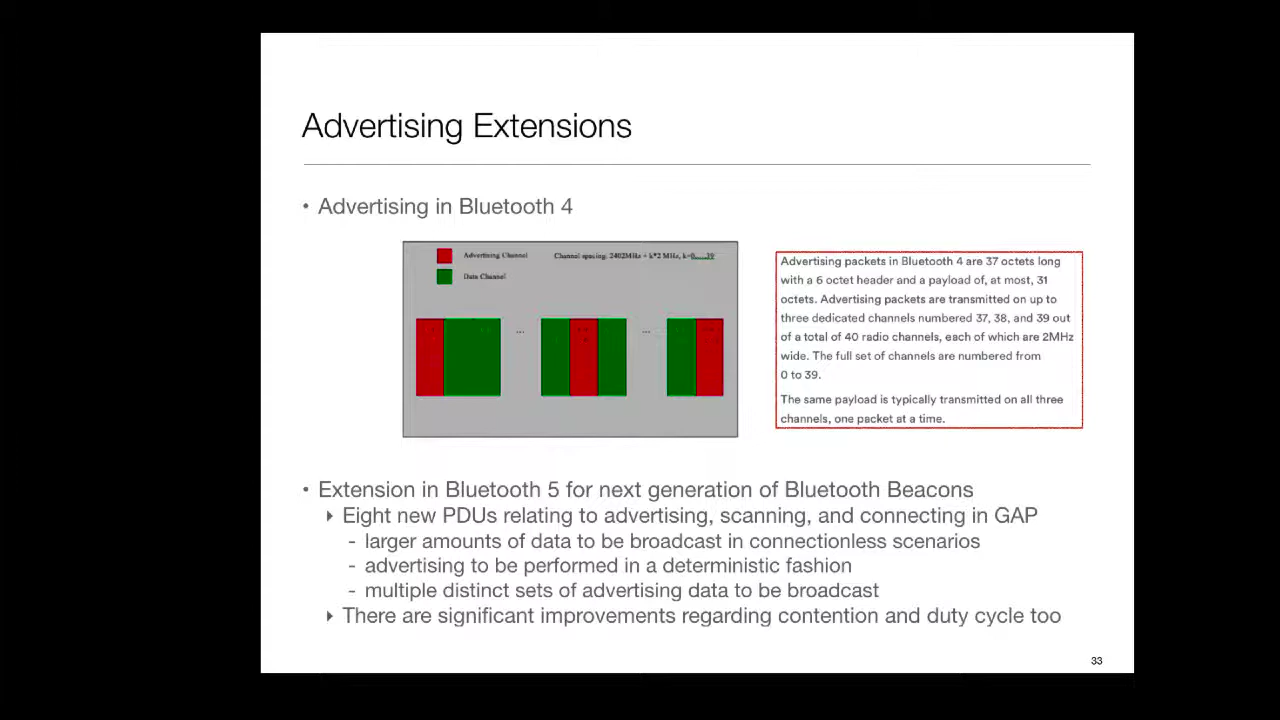 Advertising Extensions
• Advertising in Bluetooth 4
Advertising Channel
Channel spacing: 2402MHz + k*2 MHz, k=0,....,39
Data Channel
...
...
Advertising packets in Bluetooth 4 are 37 octets long
with a 6 octet header and a payload of, at most, 31
octets. Advertising packets are transmitted on up to
three dedicated channels numbered 37, 38, and 39 out
of a total of 40 radio channels, each of which are 2MHz
wide. The full set of channels are numbered from
0 to 39.
The same payload is typically transmitted on all three
channels, one packet at a time.
• Extension in Bluetooth 5 for next generation of Bluetooth Beacons
‣ Eight new PDUs relating to advertising, scanning, and connecting in GAP
- larger amounts of data to be broadcast in connectionless scenarios
- advertising to be performed in a deterministic fashion
- multiple distinct sets of advertising data to be broadcast
‣ There are significant improvements regarding contention and duty cycle too
33